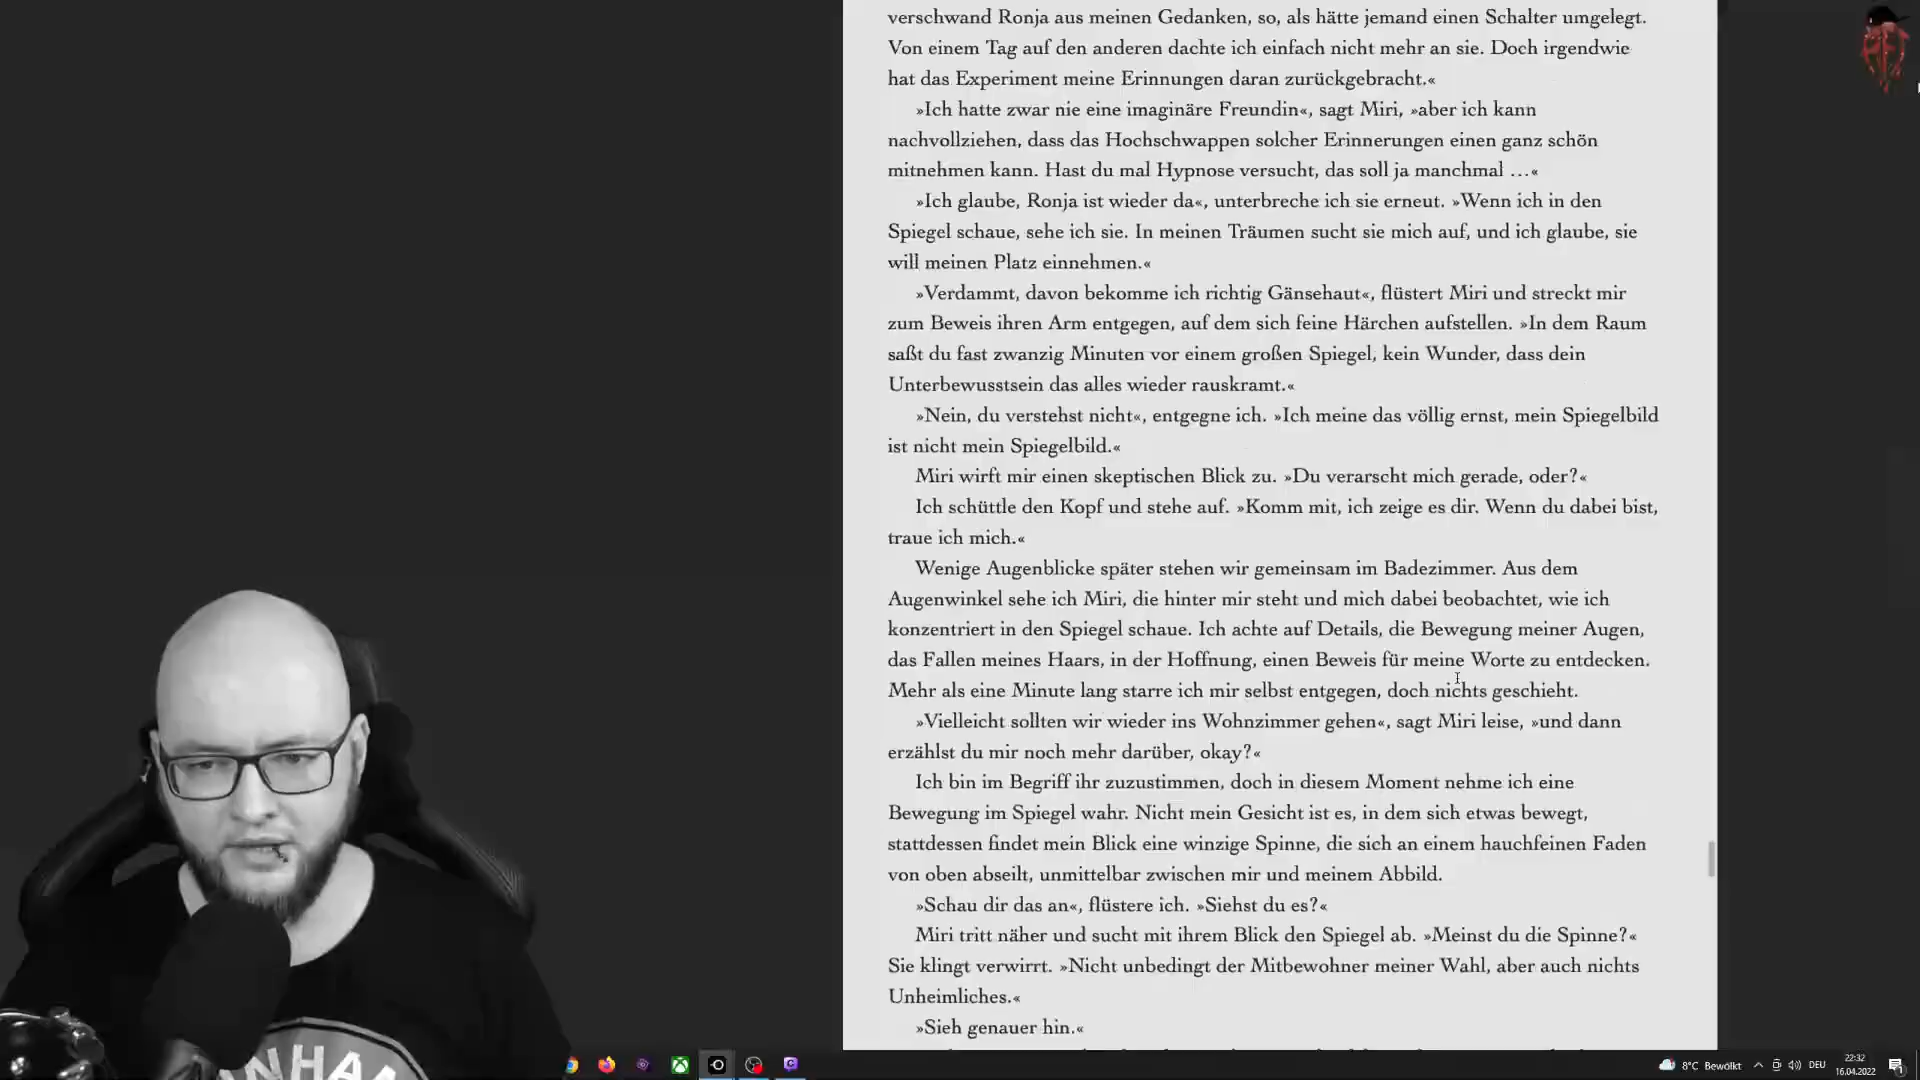 verschwand Ronja aus meinen Gedanken, so, als hätte jemand einen Schalter umgelegt.
Von einem Tag auf den anderen dachte ich einfach nicht mehr an sie. Doch irgendwie
hat das Experiment meine Erinnungen daran zurückgebracht.«
»Ich hatte zwar nie eine imaginäre Freundin«, sagt Miri, »aber ich kann
nachvollziehen, dass das Hochschwappen solcher Erinnerungen einen ganz schön
mitnehmen kann. Hast du mal Hypnose versucht, das soll ja manchmal …«
»Ich glaube, Ronja ist wieder da«, unterbreche ich sie erneut. »Wenn ich in den
Spiegel schaue, sehe ich sie. In meinen Träumen sucht sie mich auf, und ich glaube, sie
will meinen Platz einnehmen.«
»Verdammt, davon bekomme ich richtig Gänsehaut«, flüstert Miri und streckt mir
zum Beweis ihren Arm entgegen, auf dem sich feine Härchen aufstellen. »In dem Raum
saßt du fast zwanzig Minuten vor einem großen Spiegel, kein Wunder, dass dein
Unterbewusstsein das alles wieder rauskramt.«
»Nein, du verstehst nicht«, entgegne ich. »Ich meine das völlig ernst, mein Spiegelbild
ist nicht mein Spiegelbild.«
Miri wirft mir einen skeptischen Blick zu. »Du verarscht mich gerade, oder?«
Ich schüttle den Kopf und stehe auf. »Komm mit, ich zeige es dir. Wenn du dabei bist,
traue ich mich.«
Wenige Augenblicke später stehen wir gemeinsam im Badezimmer. Aus dem
Augenwinkel sehe ich Miri, die hinter mir steht und mich dabei beobachtet, wie ich
konzentriert in den Spiegel schaue. Ich achte auf Details, die Bewegung meiner Augen,
das Fallen meines Haars, in der Hoffnung, einen Beweis für meine Worte zu entdecken.
Mehr als eine Minute lang starre ich mir selbst entgegen, doch nichts geschieht.
»Vielleicht sollten wir wieder ins Wohnzimmer gehen«, sagt Miri leise, »und dann
erzählst du mir noch mehr darüber, okay?«
Ich bin im Begriff ihr zuzustimmen, doch in diesem Moment nehme ich eine
Bewegung im Spiegel wahr. Nicht mein Gesicht ist es, in dem sich etwas bewegt,
stattdessen findet mein Blick eine winzige Spinne, die sich an einem hauchfeinen Faden
von oben abseilt, unmittelbar zwischen mir und meinem Abbild.
»Schau dir das an«, flüstere ich. »Siehst du es?«
Miri tritt näher und sucht mit ihrem Blick den Spiegel ab. »Meinst du die Spinne?«
Sie klingt verwirrt. »Nicht unbedingt der Mitbewohner meiner Wahl, aber auch nichts
Unheimliches.«
»Sieh genauer hin.«
8°C Bewölkt
DEU
22:32
16.04.2022